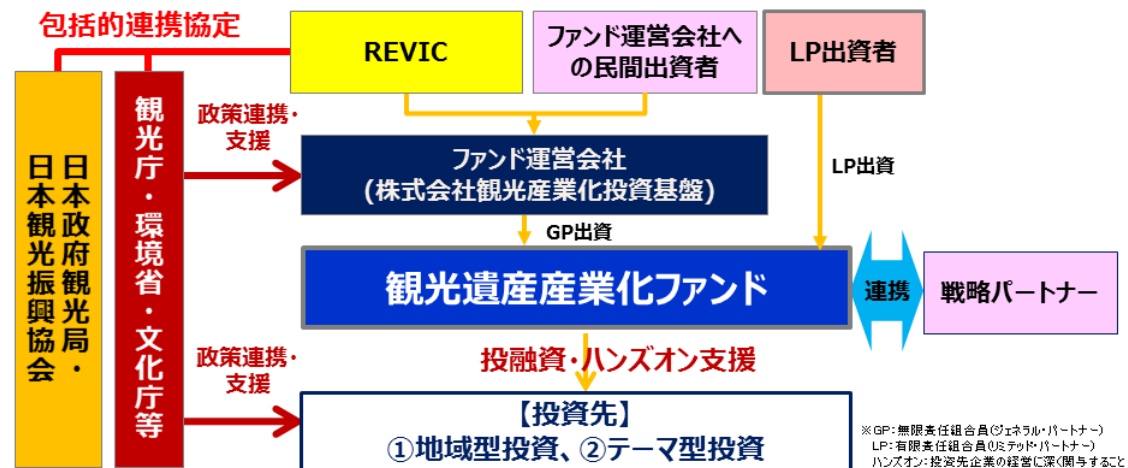 包括的連携協定
REVIC
ファンド運営会社へ
の民間出資者
LP出資者
日本政府観光局・
日本観光振興協会
観光庁・環境省・文化庁等
政策連携・
支援
ファンド運営会社
(株式会社観光産業化投資基盤)
LP出資
GP出資
観光遺産産業化ファンド
連携
戦略パートナー
政策連携・
支援
投融資・ハンズオン支援
【投資先】
①地域型投資、②テーマ型投資
※GP:無限責任組合員(ジェネラル・パートナー)
LP:有限責任組合員(リミテッド・パートナー)
ハンズオン:投資先企業の経営に深く関与すること